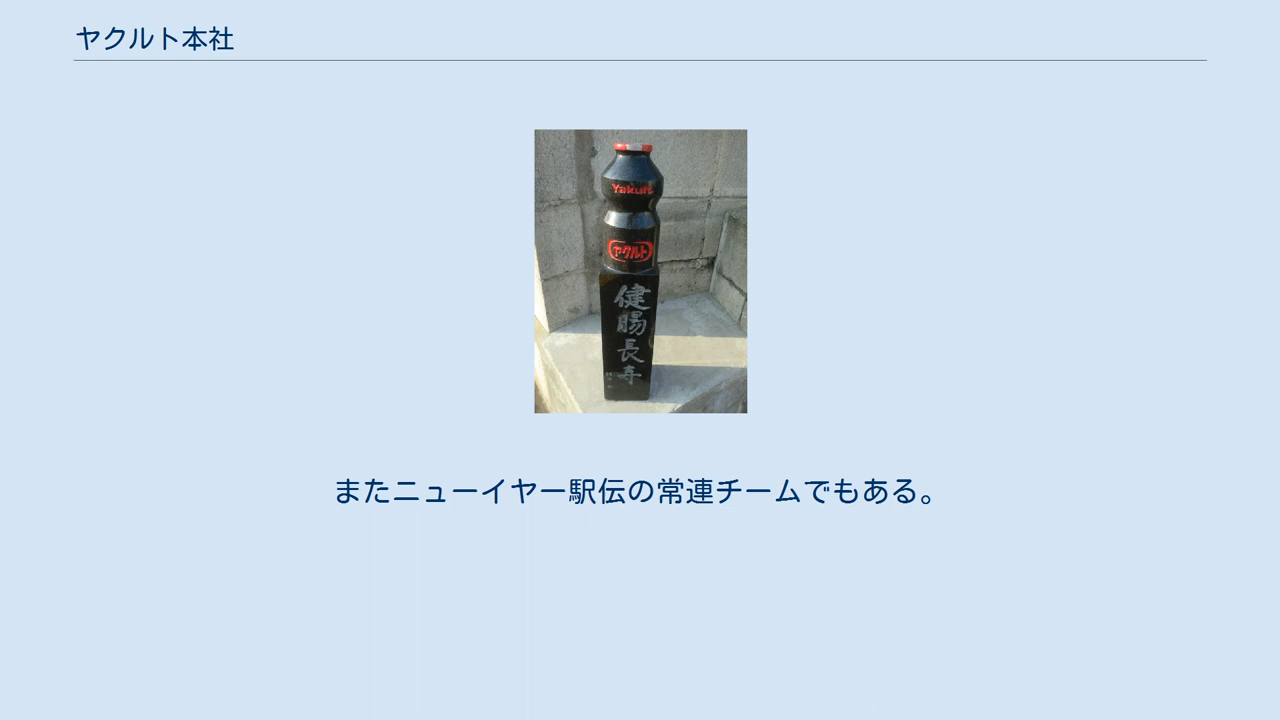 ヤクルト本社
Yakult
ヤクルト
健
腸
長
寿
またニューイヤー駅伝の常連チームでもある。